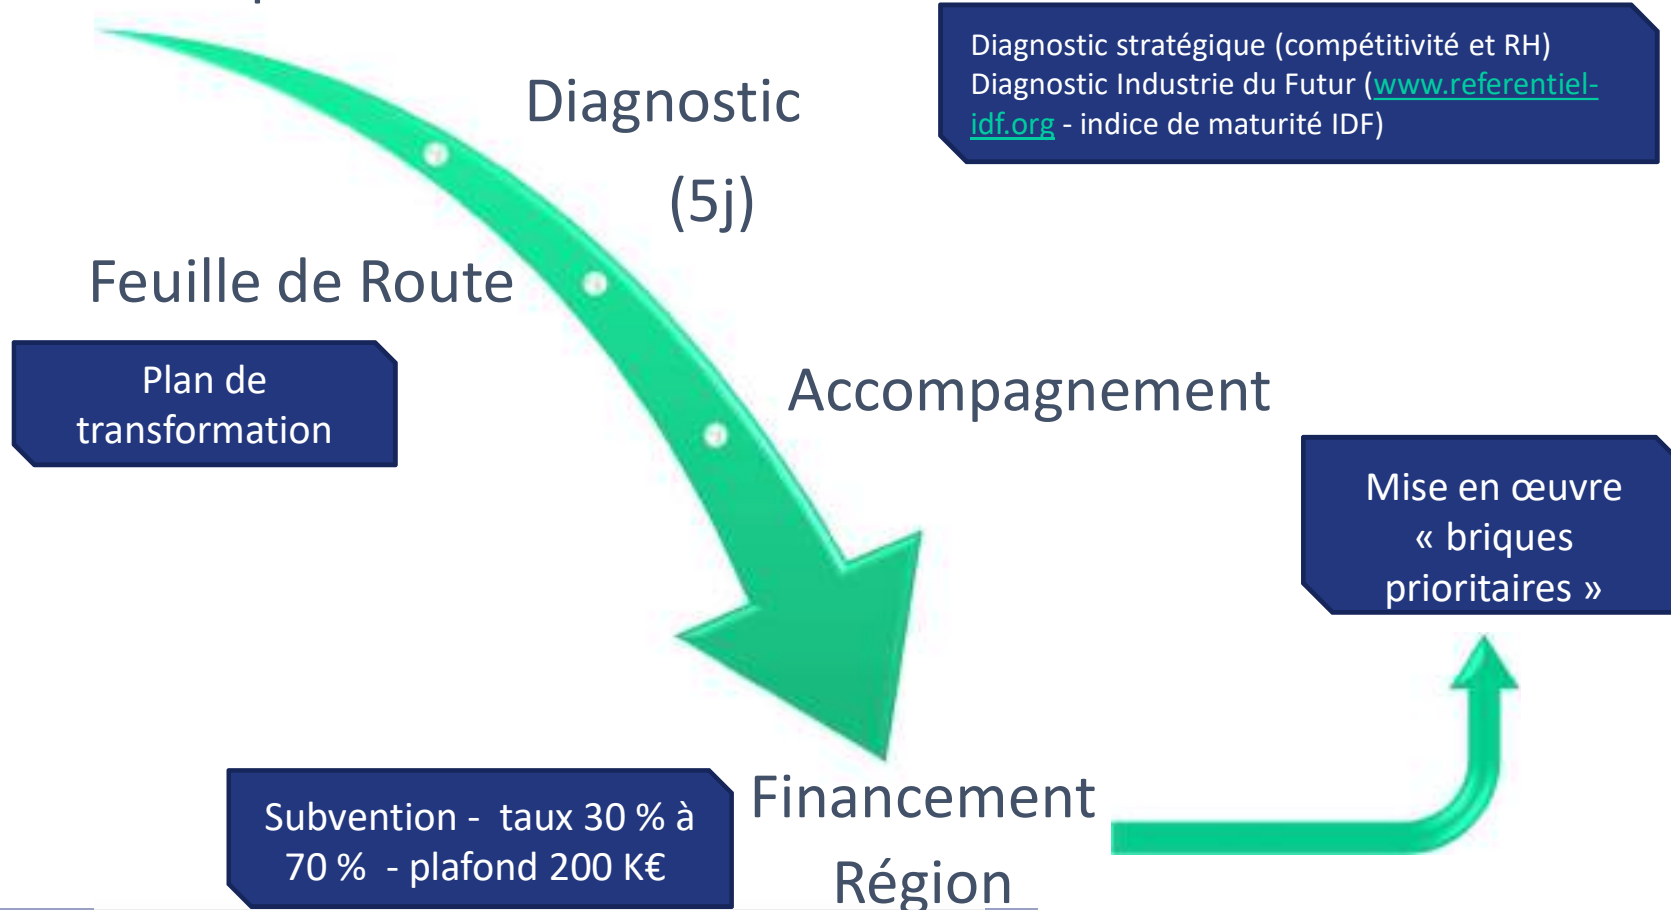 Diagnostic stratégique (compétitivité et RH)
Diagnostic Industrie du Futur (www.referentiel-
idf.org - indice de maturité IDF)
Diagnostic
(5j)
Feuille de Route
Plan de
transformation
Accompagnement
Mise en œuvre
« briques
prioritaires »
Subvention - taux 30 % à
70 % - plafond 200 K€
Financement
Région